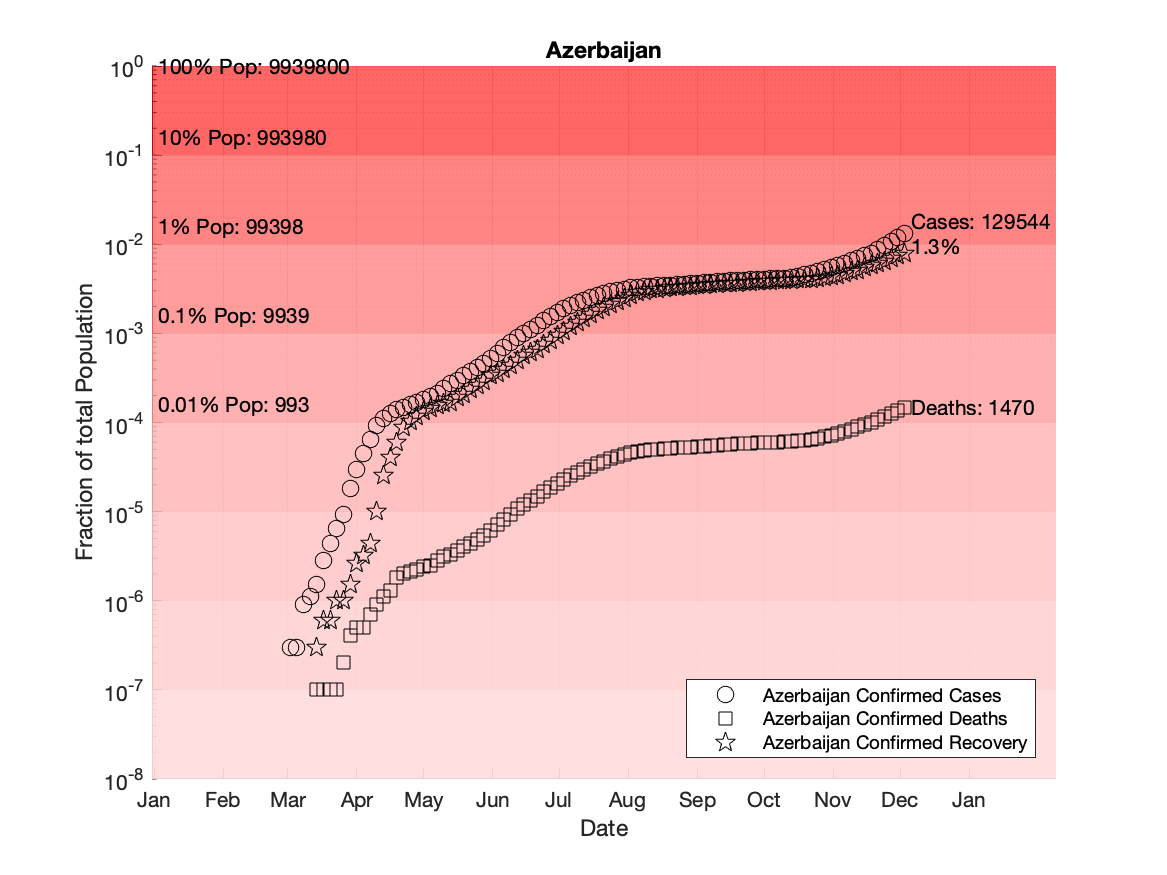 Azerbaijan
10^0
100% Pop: 9939800
10% Pop: 993980
10^-1
1% Pop: 99398
Cases: 129544
10^-2
1.3%
0.1% Pop: 9939
10^-3
0.01% Pop: 993
Deaths: 1470
10^-4
10^-5
10^-6
10^-7
10^-8
Fraction of total Population
Azerbaijan Confirmed Cases
Azerbaijan Confirmed Deaths
Azerbaijan Confirmed Recovery
Jan Feb Mar Apr May Jun Jul Aug Sep Oct Nov Dec Jan
Date